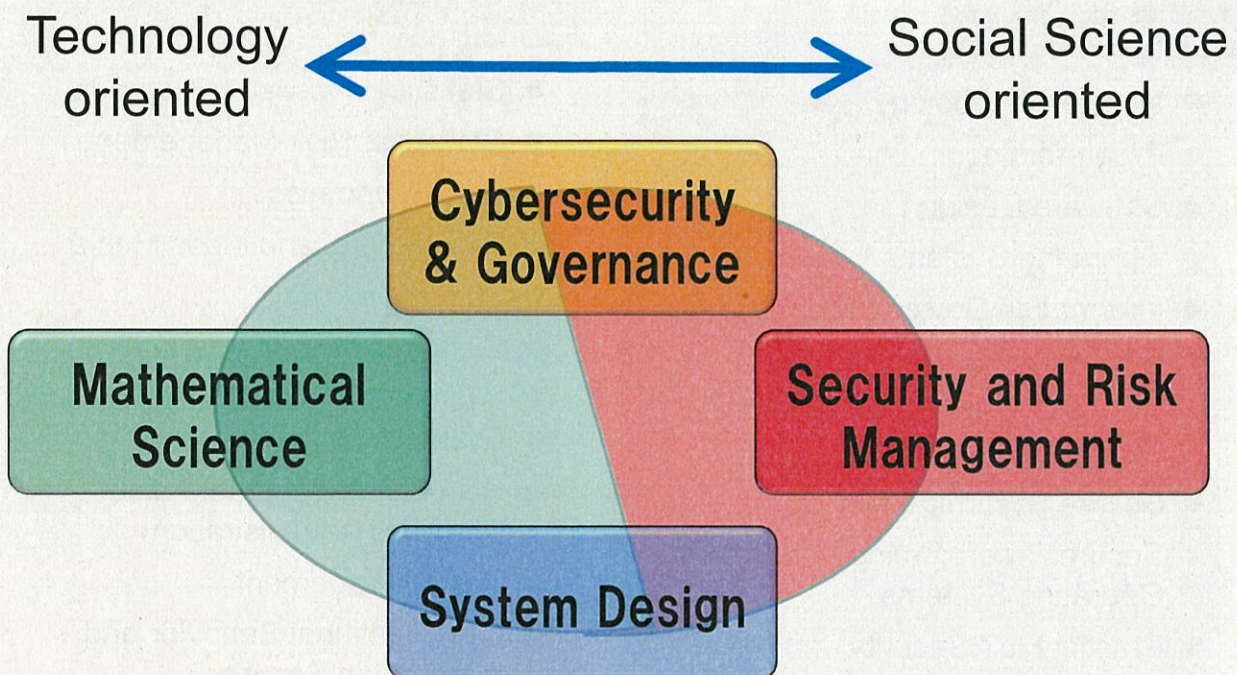 Technology
oriented
Social Science
oriented
Cybersecurity
& Governance
Mathematical
Science
Security and Risk
Management
System Design